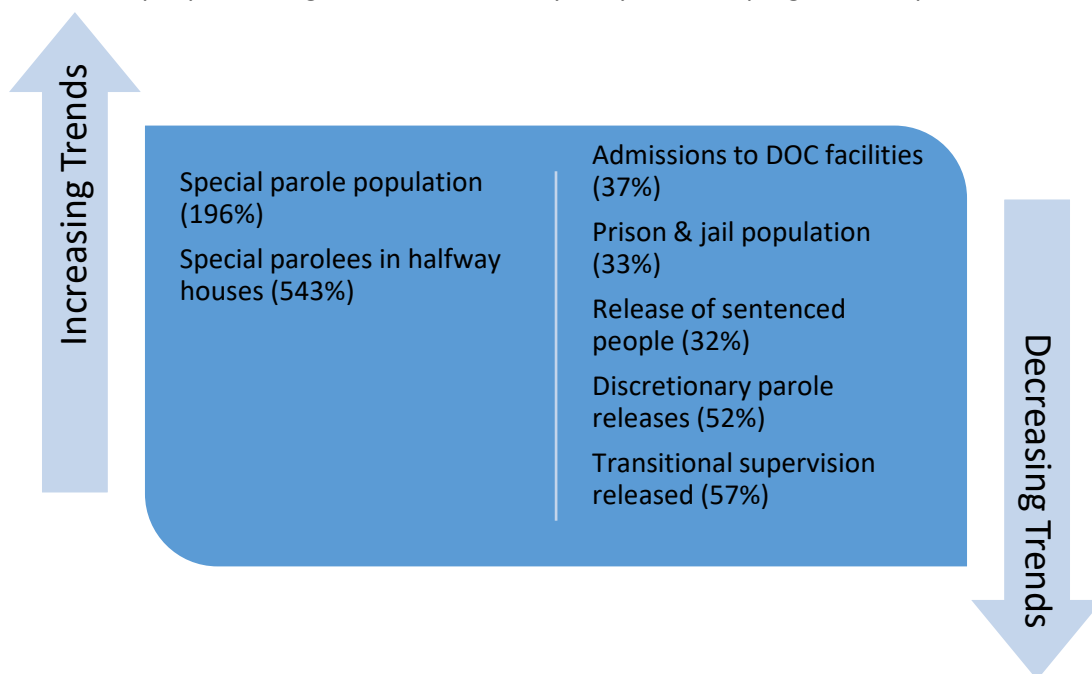 Increasing Trends
Special parole population
(196%)
Special parolees in halfway
houses (543%)
Admissions to DOC facilities
(37%)
Prison & jail population
(33%)
Release of sentenced
people (32%)
Discretionary parole
releases (52%)
Transitional supervision
released (57%)
Decreasing Trends